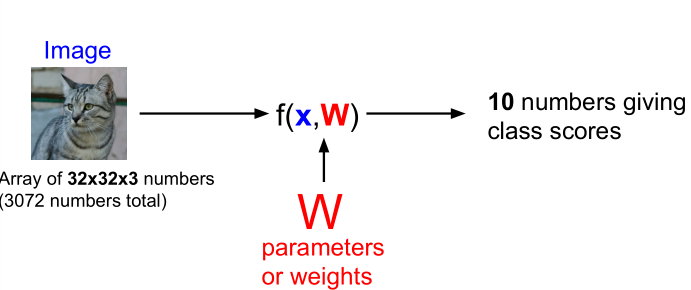 Image
f(x,W)
10 numbers giving
class scores
Array of 32x32x3 numbers
(3072 numbers total)
W
parameters
or weights